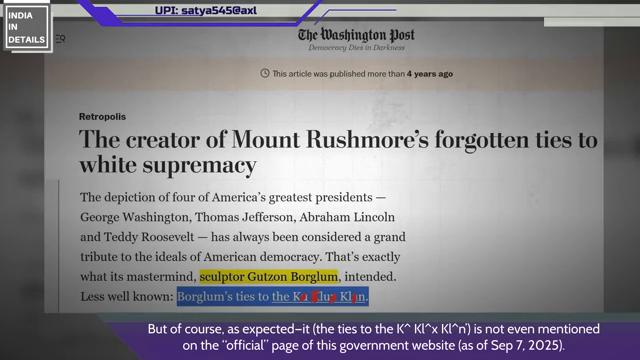 INDIA
IN
DETAILS
UPI: satya545@axl
The Washington Post
Democracy Dies in Darkness
This article was published more than 4 years ago
Retropolis
The creator of Mount Rushmore's forgotten ties to
white supremacy
The depiction of four of America's greatest presidents —
George Washington, Thomas Jefferson, Abraham Lincoln
and Teddy Roosevelt — has always been considered a grand
tribute to the ideals of American democracy. That's exactly
what its mastermind, sculptor Gutzon Borglum, intended.
Less well known: Borglum's ties to the
But of course, as expected—it (the ties to the K^ Kl^x Kl^n') is not even mentioned
on the "official" page of this government website (as of Sep 7, 2025).